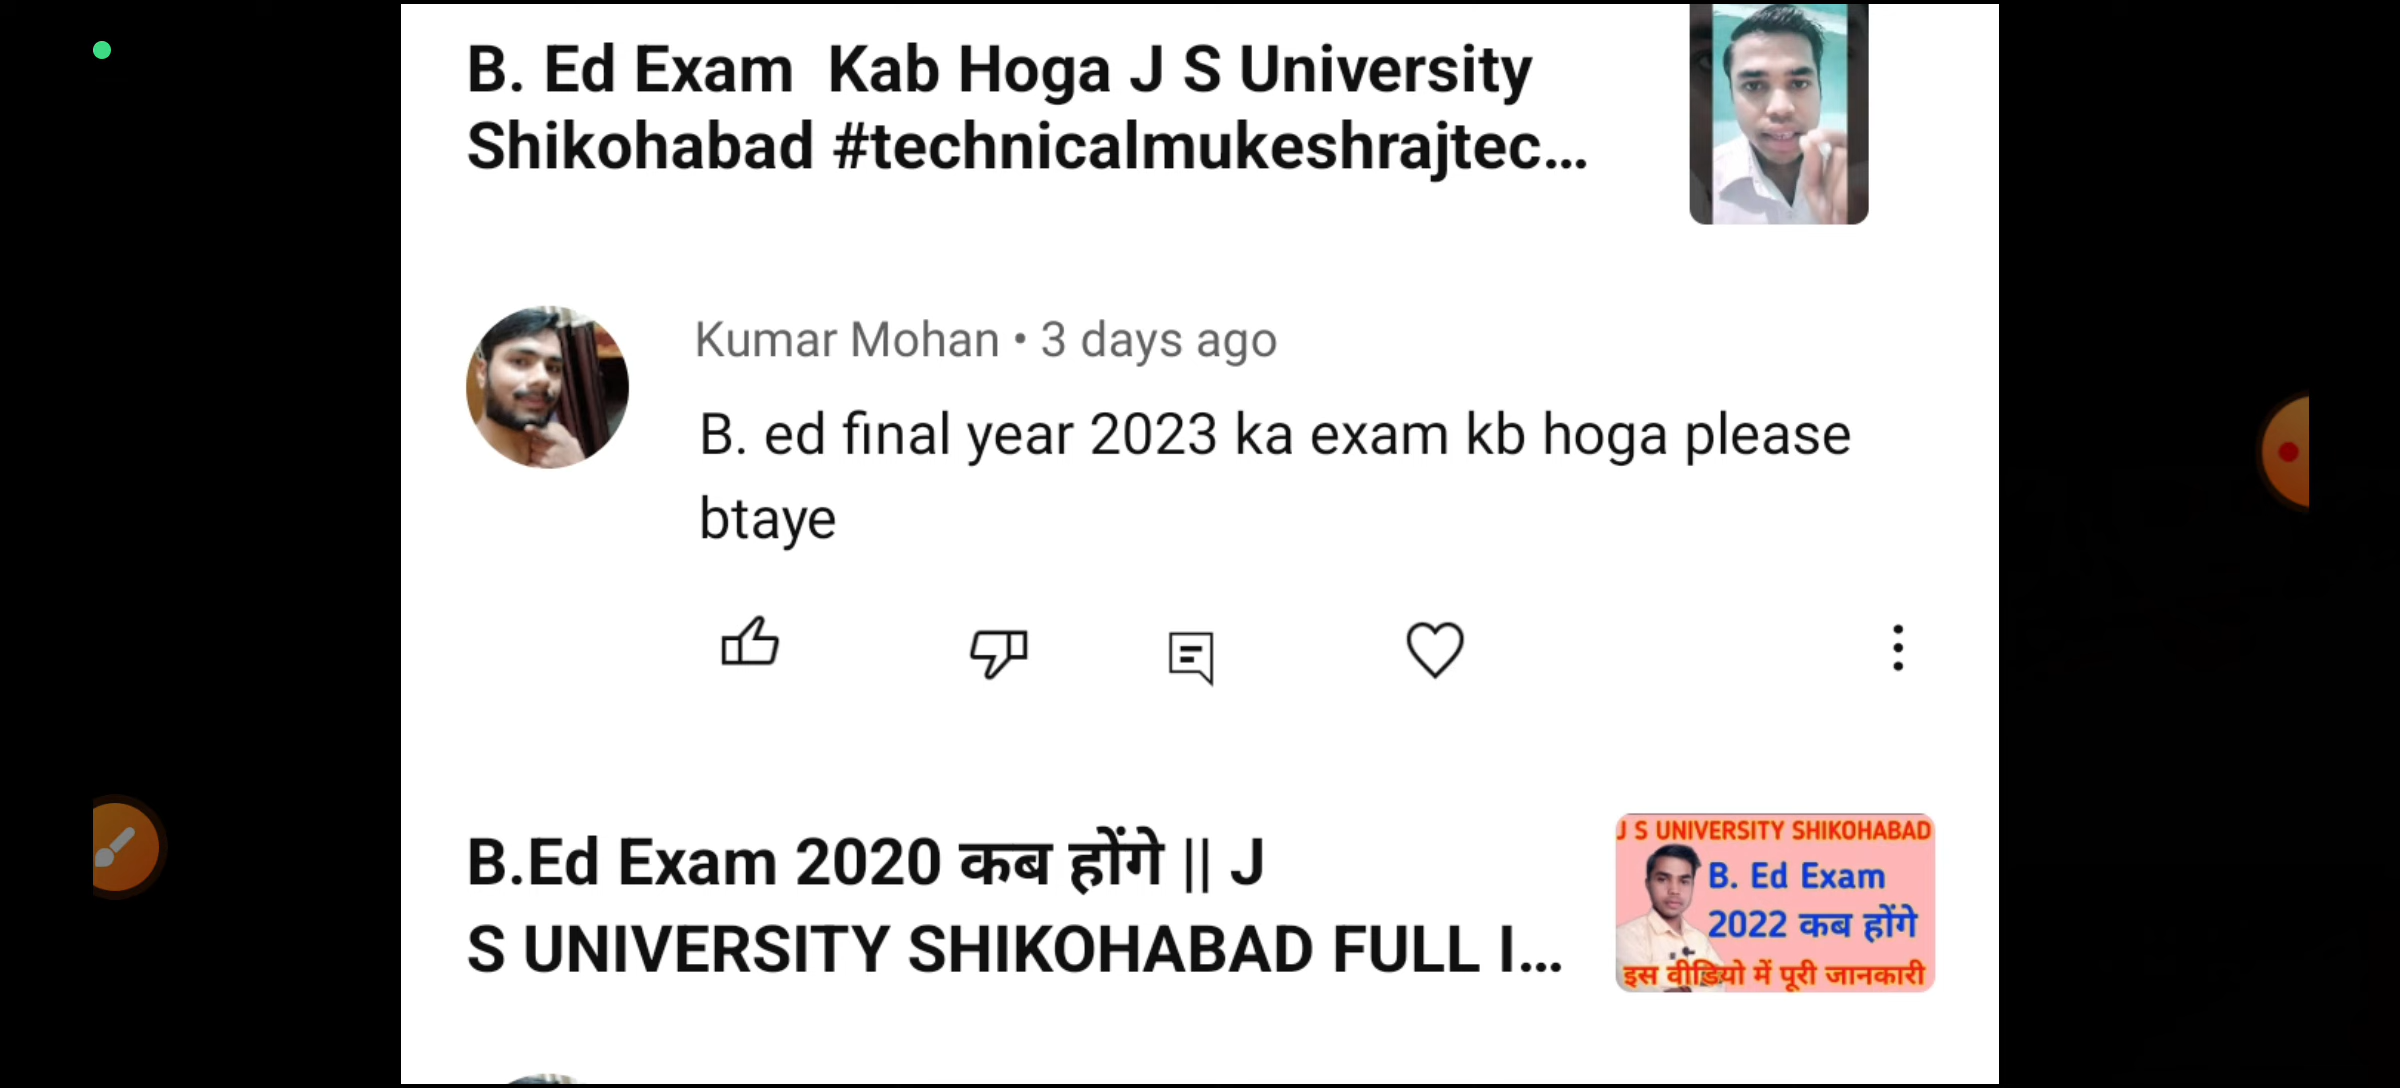 B. Ed Exam Kab Hoga J S University
Shikohabad #technicalmukeshrajtec...
Kumar Mohan • 3 days ago
B. ed final year 2023 ka exam kb hoga please
btaye
B.Ed Exam 2020 कब होंगे || J
S UNIVERSITY SHIKOHABAD FULL I...
J S UNIVERSITY SHIKOHABAD
B. Ed Exam
2022 कब होंगे
इस वीडियो में पूरी जानकारी